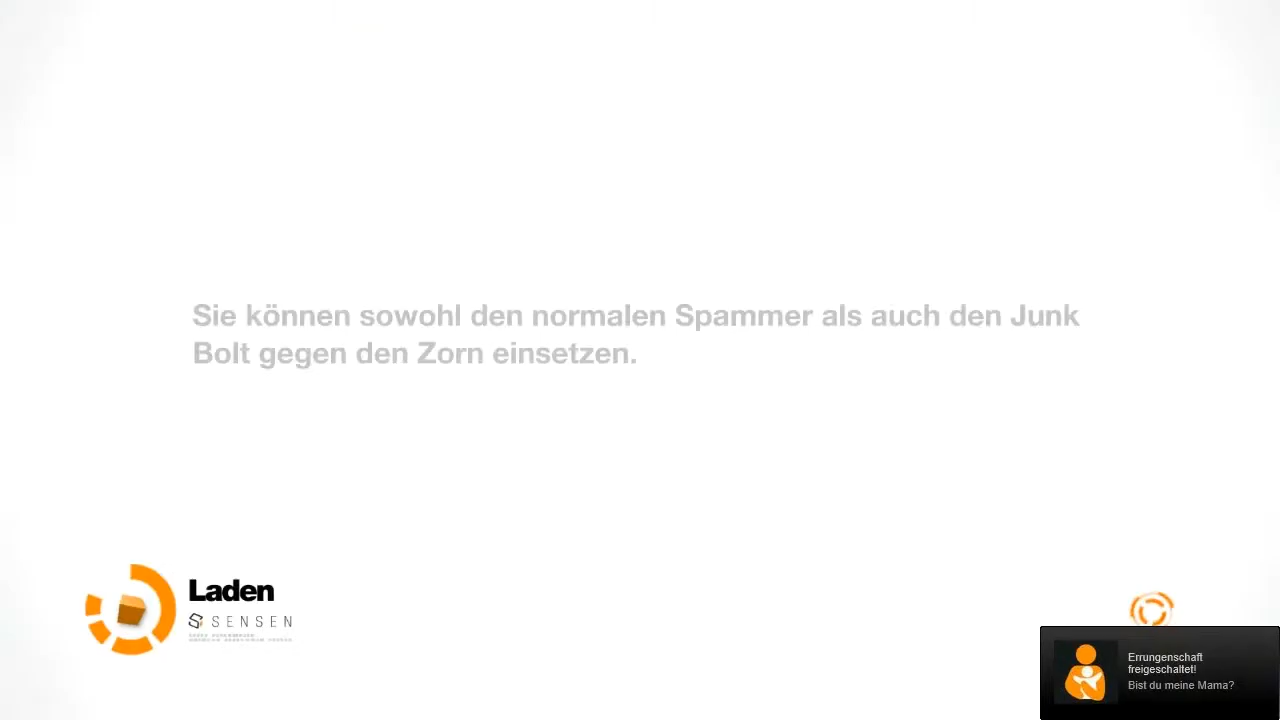 Sie können sowohl den normalen Spammer als auch den Junk
Bolt gegen den Zorn einsetzen.
Laden
SENSEN
Errungenschaft
freigeschaltet!
Bist du meine Mama?